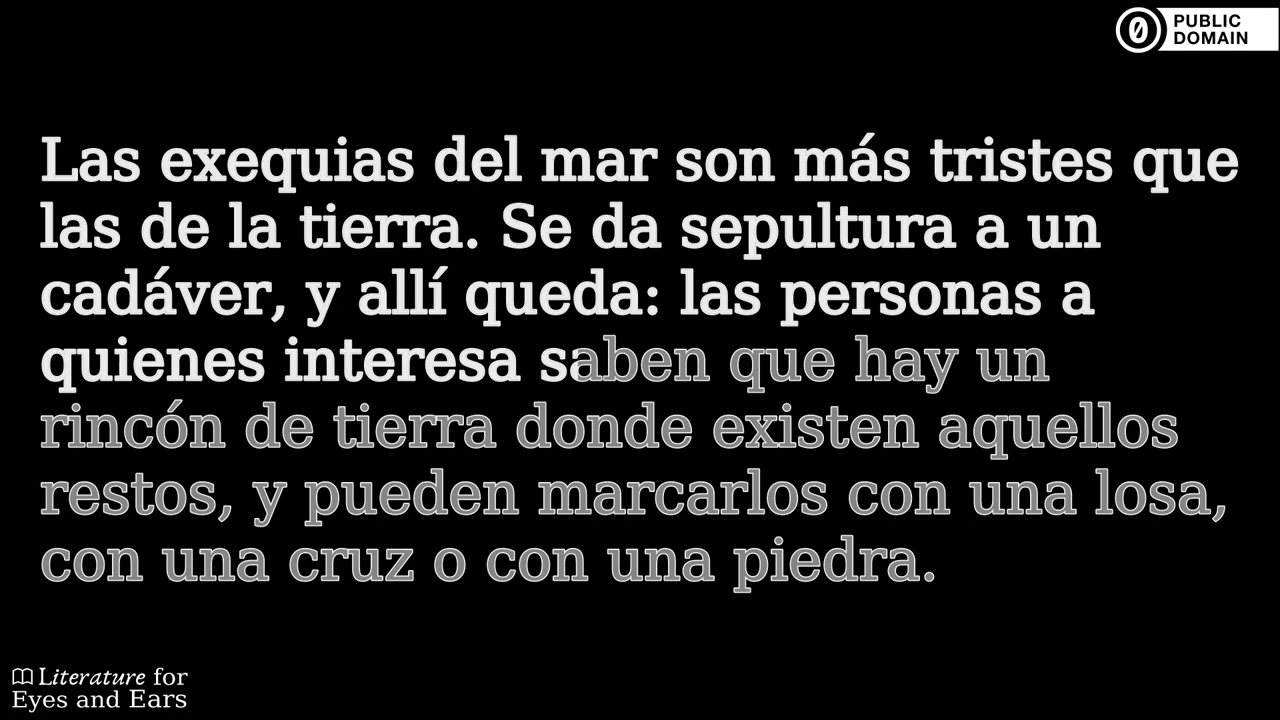 PUBLIC
DOMAIN
Las exequias del mar son más tristes que
las de la tierra. Se da sepultura a un
cadáver, y allí queda: las personas a
quienes interesa saben que hay un
rincón de tierra donde existen aquellos
restos, y pueden marcarlos con una losa,
con una cruz o con una piedra.
Literature for
Eyes and Ears